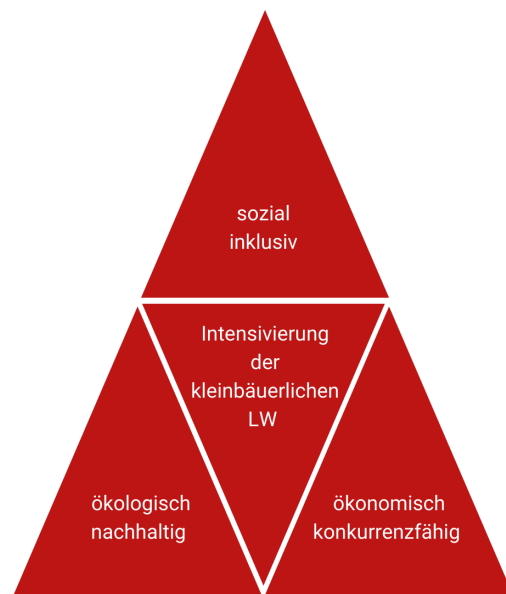 sozial
inklusiv
Intensivierung
der
kleinbäuerlichen
LW
ökologisch
nachhaltig
ökonomisch
konkurrenzfähig